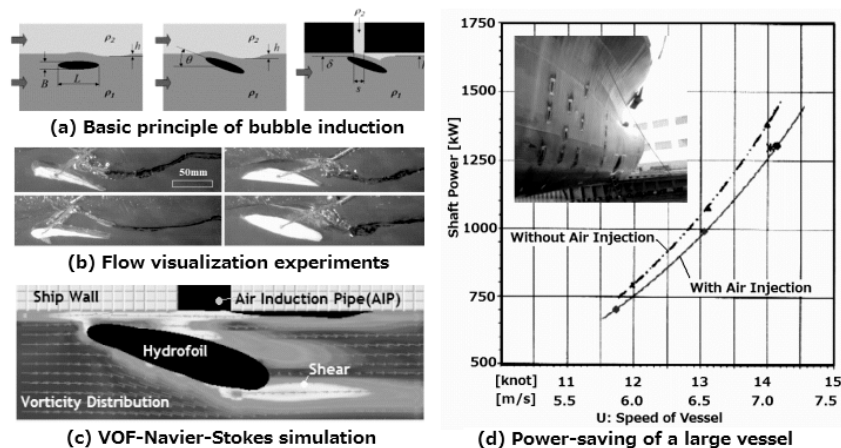 ρ2 h
B L
ρ1
(a) Basic principle of bubble induction
ρ2 h
θ
ρ1
ρ2
δ
s
ρ1
50mm
(b) Flow visualization experiments
Ship Wall
Air Induction Pipe(AIP)
Hydrofoil
Shear
Vorticity Distribution
(c) VOF-Navier-Stokes simulation
Shaft Power [kW]
1750
1500
1250
1000
750
500
Without Air Injection
With Air Injection
[knot] 11 12 13 14 15
[m/s] 5.5 6.0 6.5 7.0 7.5
U: Speed of Vessel
(d) Power-saving of a large vessel